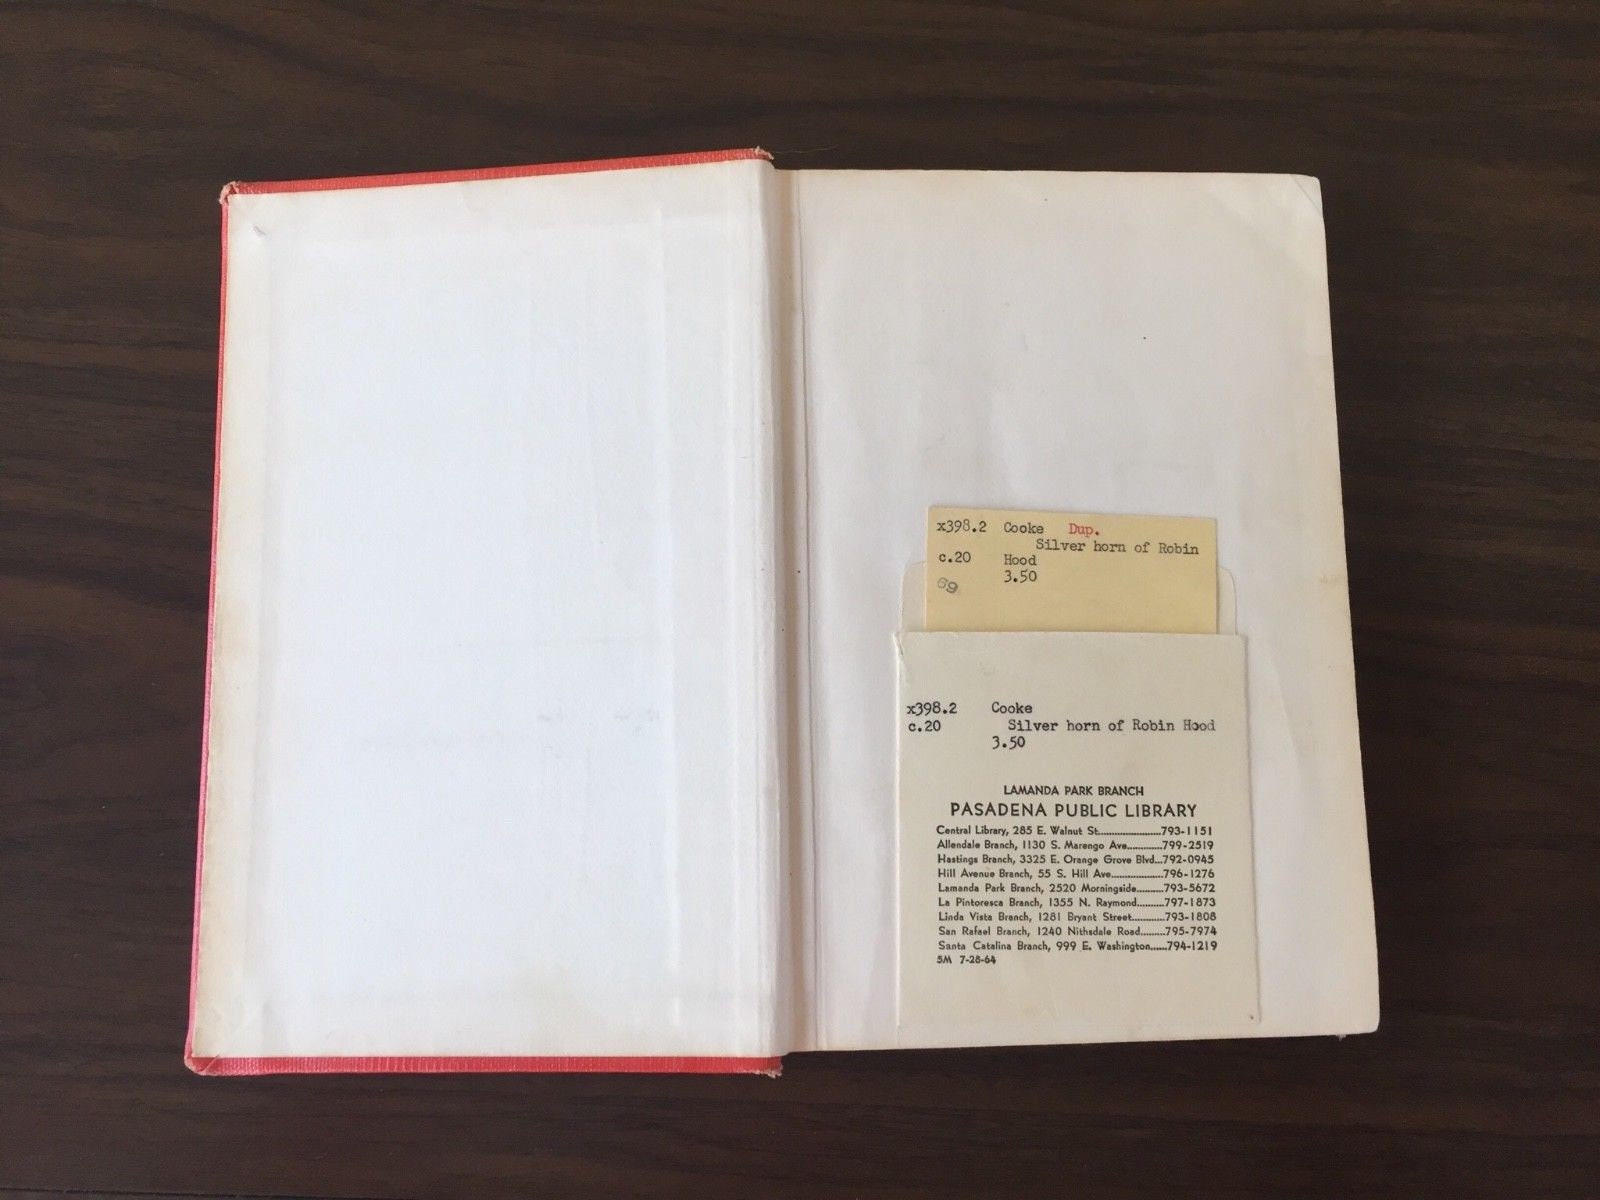 x398.2 Cooke Dup.
Silver horn of Robin
c.20 Hood
3.50
69
x398.2 Cooke
c.20 Silver horn of Robin Hood
3.50
LAMANDA PARK BRANCH
PASADENA PUBLIC LIBRARY
Central Library, 285 E. Walnut St......................793-1151
Allendale Branch, 1130 S. Marengo Ave............799-2519
Hastings Branch, 3325 E. Orange Grove Blvd...792-0945
Hill Avenue Branch, 55 S. Hill Ave..................796-1276
Lamanda Park Branch, 2520 Morningside.........793-5672
La Pintoresca Branch, 1355 N. Raymond.........797-1873
Linda Vista Branch, 1281 Bryant Street...........793-1808
San Rafael Branch, 1240 Nithsdale Road.........795-7974
Santa Catalina Branch, 999 E. Washington......794-1219
5M 7-28-64